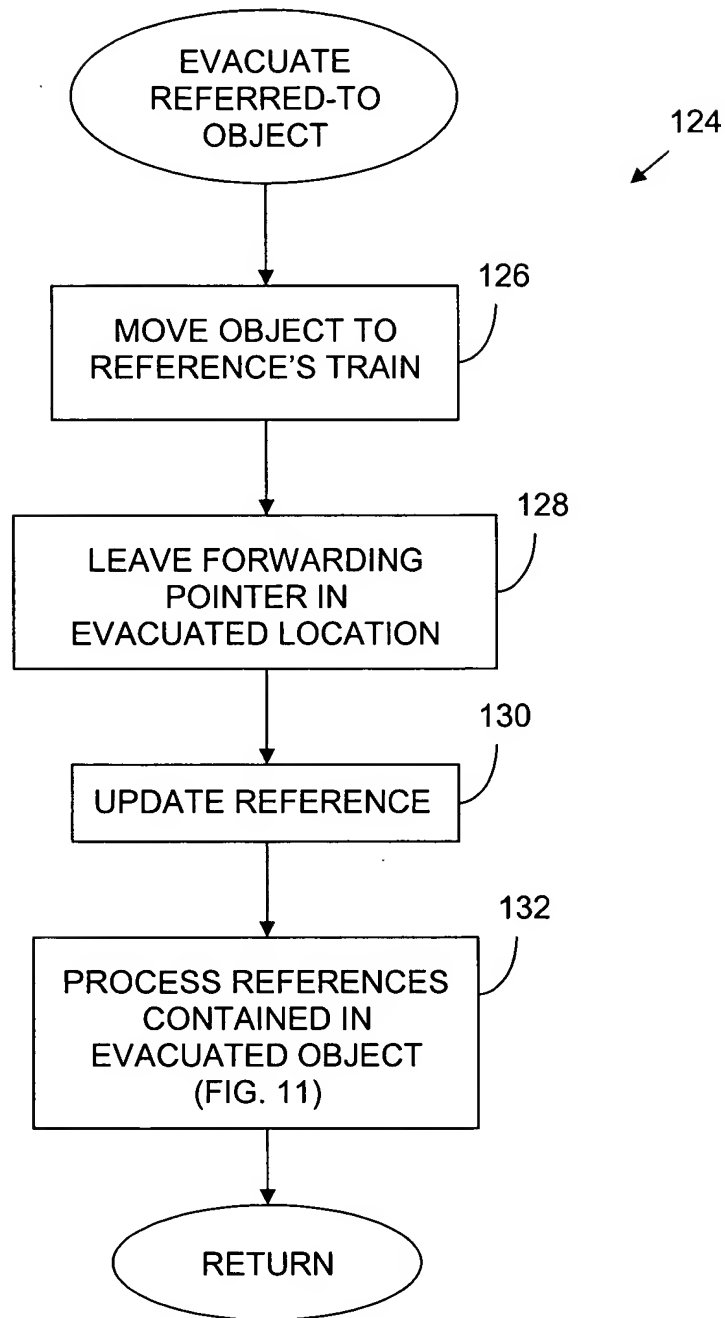 EVACUATE
REFERRED-TO
OBJECT
124
126
MOVE OBJECT TO
REFERENCE'S TRAIN
128
LEAVE FORWARDING
POINTER IN
EVACUATED LOCATION
130
UPDATE REFERENCE
132
PROCESS REFERENCES
CONTAINED IN
EVACUATED OBJECT
(FIG. 11)
RETURN